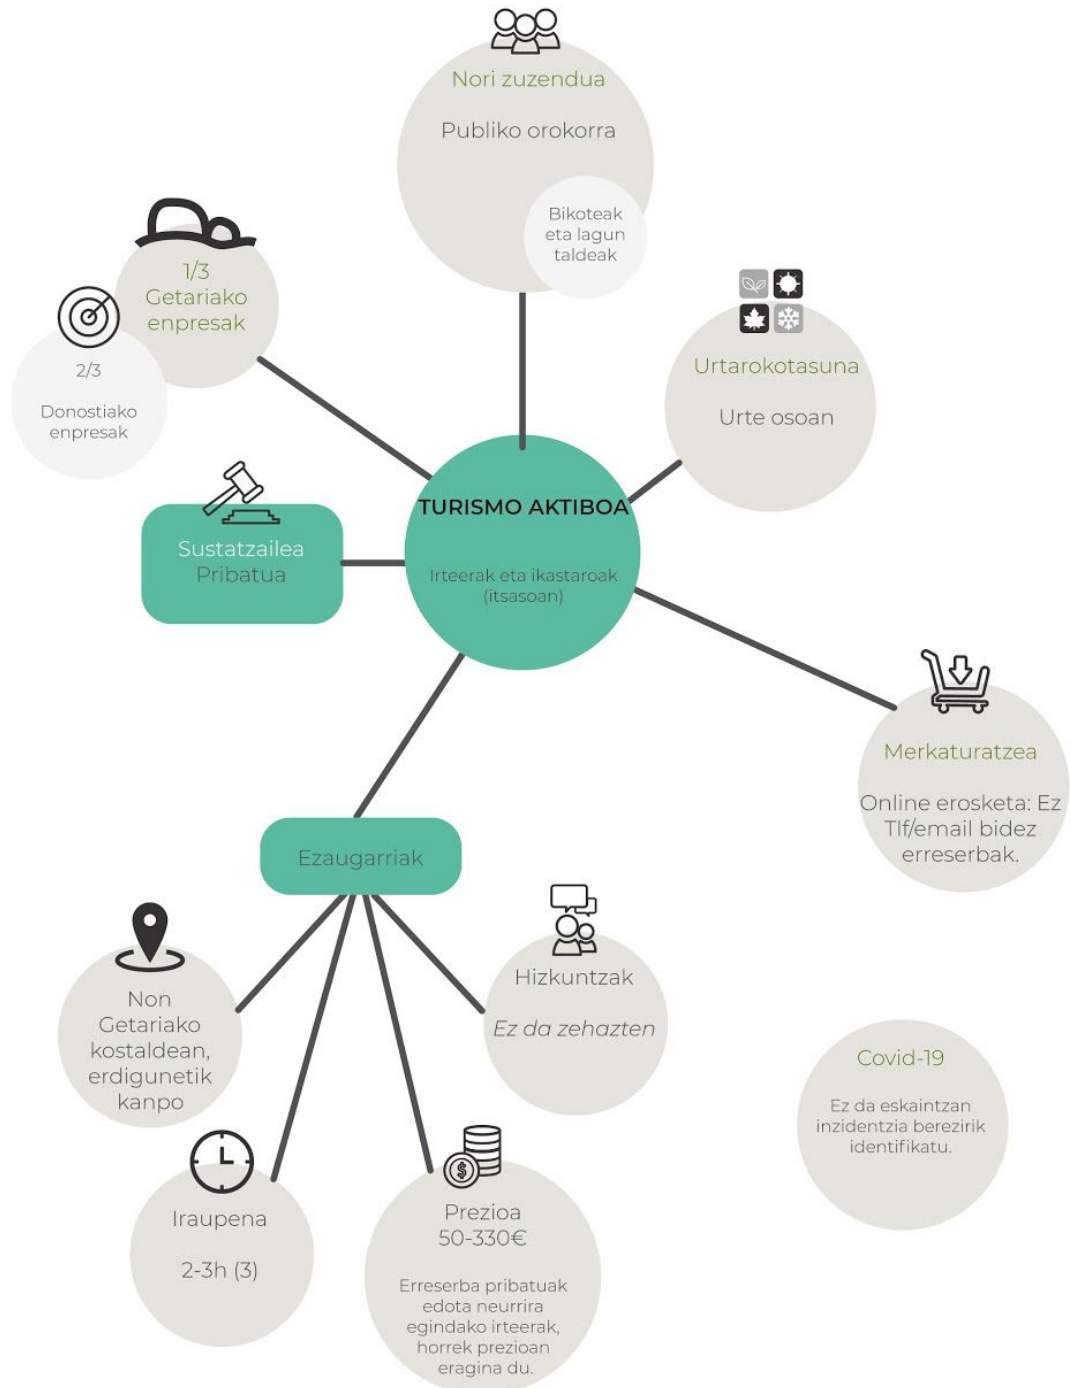 Nori zuzendua
Publiko orokorra
Bikoteak
eta lagun
taldeak
1/3
Getariako
enpresak
2/3
Donostiako
enpresak
Urtarokotasuna
Urte osoan
TURISMO AKTIBOA
Irteerak eta ikastaroak
(itsasoan)
Sustatzailea
Pribatua
Merkaturatzea
Online erosketa: Ez
Tlf/email bidez
erreserbak.
Ezaugarriak
Non
Getariako
kostaldean,
erdigunetik
kanpo
Hizkuntzak
Ez da zehazten
Covid-19
Ez da eskaintzan
inzidentzia berezirik
identifikatu.
Iraupena
2-3h (3)
$
Prezioa
50-330€
Erreserba pribatuak
edota neurrira
egindako irteerak,
horrek prezioan
eragina du.